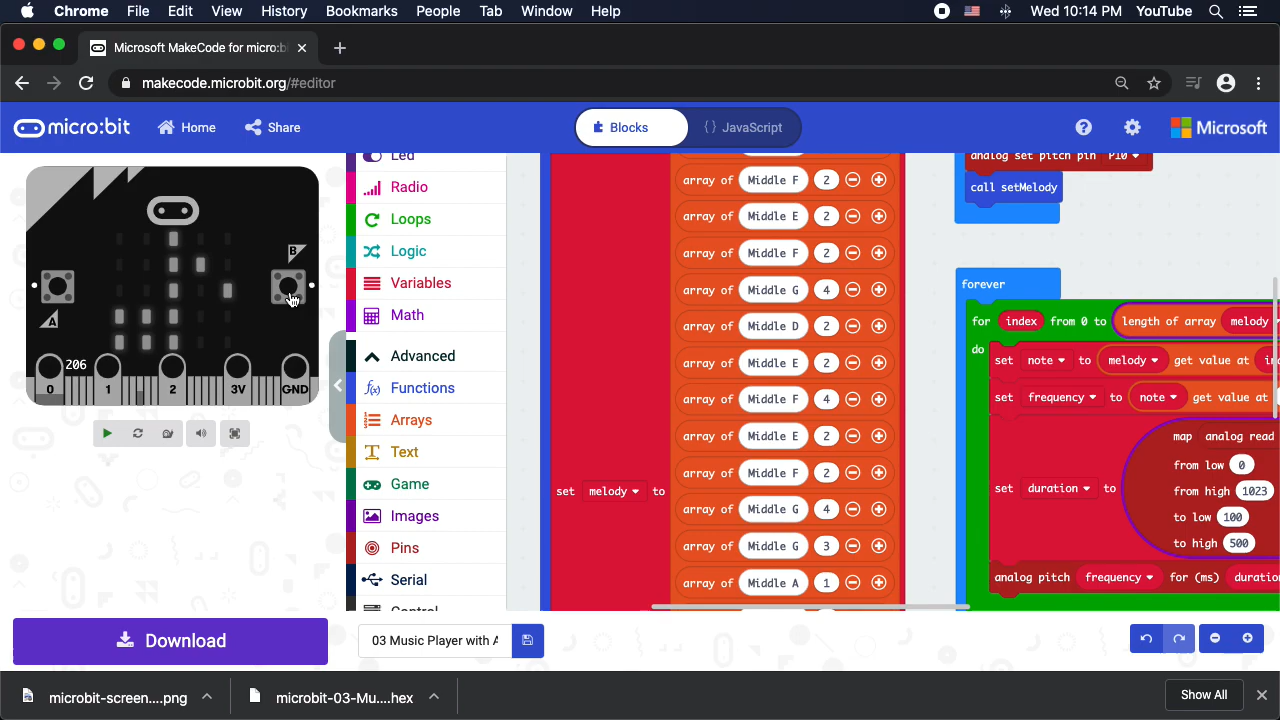 Chrome File Edit View History Bookmarks People Tab Window Help Wed 10:14 PM YouTube
Microsoft MakeCode for micro:b
makecode.microbit.org/#editor
micro:bit Home Share Blocks {} JavaScript Microsoft
Led
Radio
Loops
Logic
Variables
Math
Advanced
Functions
Arrays
Text
Game
Images
Pins
Serial
Control
B
A
206
0 1 2 3V GND
set melody to
array of Middle F 2
array of Middle E 2
array of Middle F 2
array of Middle G 4
array of Middle D 2
array of Middle E 2
array of Middle F 4
array of Middle E 2
array of Middle F 2
array of Middle G 4
array of Middle G 3
array of Middle A 1
analog set pitch pin P10
call setMelody
forever
for index from 0 to length of array melody
do
set note to melody get value at
set frequency to note get value at
set duration to
map analog read
from low 0
from high 1023
to low 100
to high 500
analog pitch frequency for (ms)
Download
03 Music Player with A
microbit-screen....png
microbit-03-Mu....hex
Show All